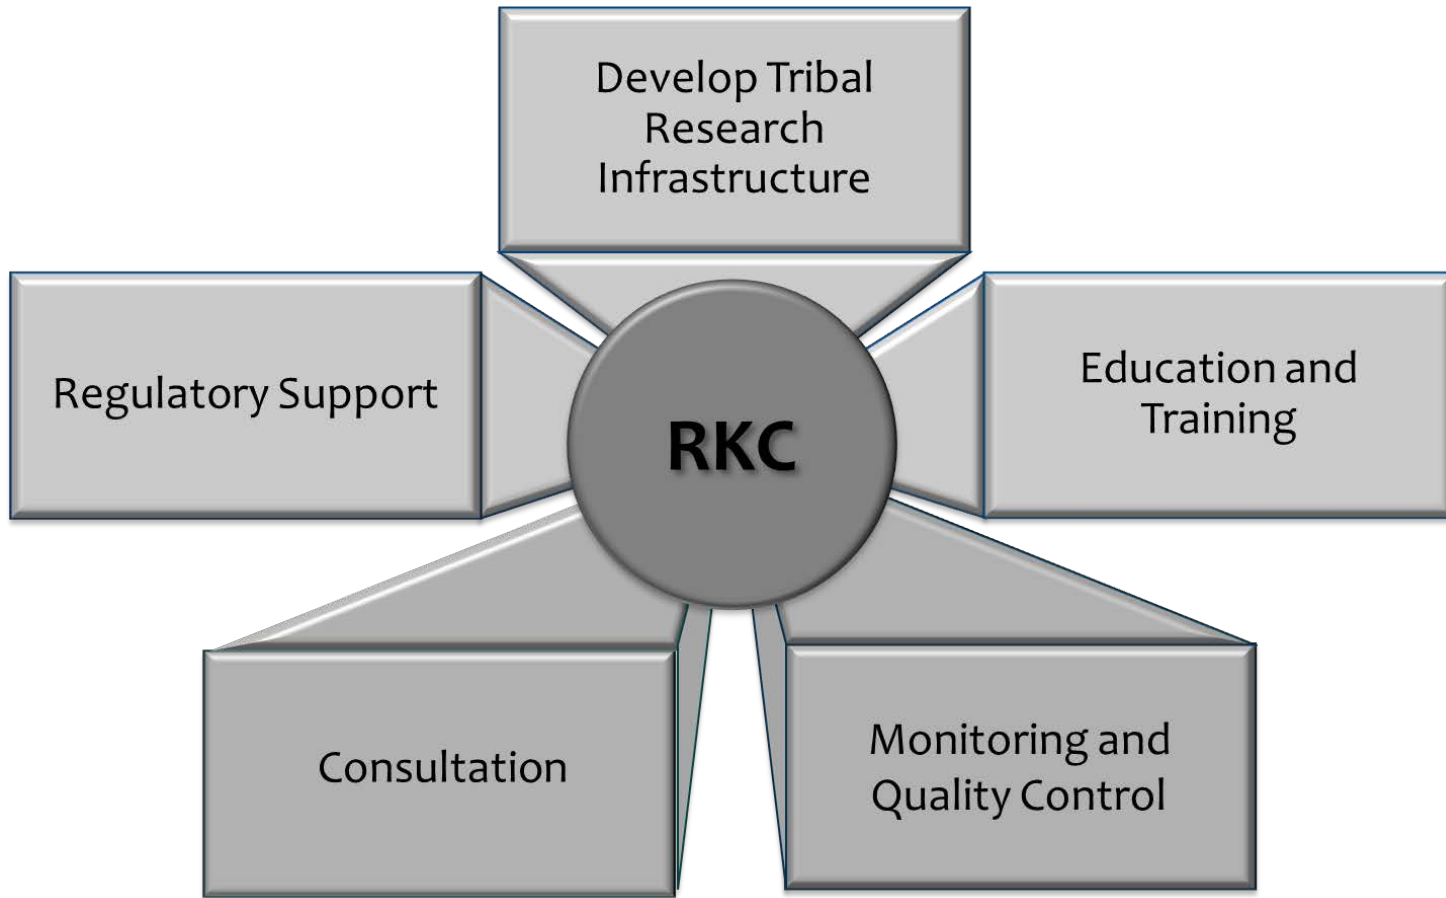 Develop Tribal
Research
Infrastructure
Regulatory Support
RKC
Education and
Training
Consultation
Monitoring and
Quality Control